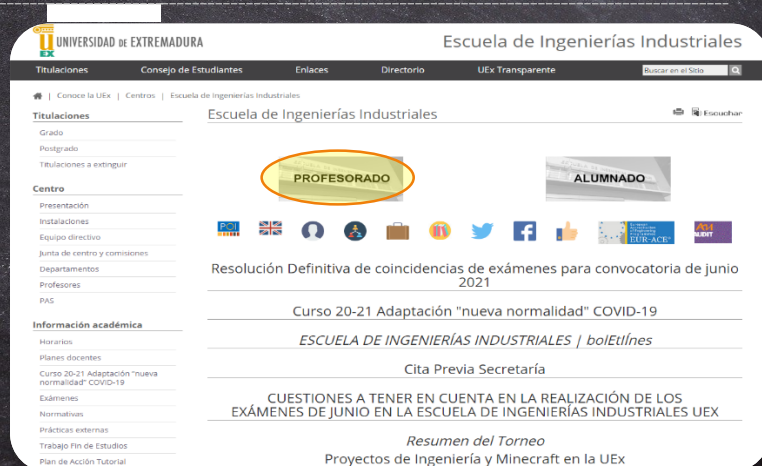 UNIVERSIDAD DE EXTREMADURA
UEX
Escuela de Ingenierías Industriales
Titulaciones Consejo de Estudiantes Enlaces Directorio UEx Transparente Buscar en el Sitio
| Conoce la UEx | Centros | Escuela de Ingenierías Industriales
Titulaciones
Grado
Postgrado
Titulaciones a extinguir
Centro
Presentación
Instalaciones
Equipo directivo
Junta de centro y comisiones
Departamentos
Profesores
PAS
Información académica
Horarios
Planes docentes
Curso 20-21 Adaptación "nueva
normalidad" COVID-19
Exámenes
Normativas
Prácticas externas
Trabajo Fin de Estudios
Plan de Acción Tutorial
Escuela de Ingenierías Industriales
Escuchar
PROFESORADO
ALUMNADO
POI
EUR-ACE®
AUDIT
Resolución Definitiva de coincidencias de exámenes para convocatoria de junio
2021
Curso 20-21 Adaptación "nueva normalidad" COVID-19
ESCUELA DE INGENIERÍAS INDUSTRIALES | bolEtIínes
Cita Previa Secretaría
CUESTIONES A TENER EN CUENTA EN LA REALIZACIÓN DE LOS
EXÁMENES DE JUNIO EN LA ESCUELA DE INGENIERÍAS INDUSTRIALES UEX
Resumen del Torneo
Proyectos de Ingeniería y Minecraft en la UEx